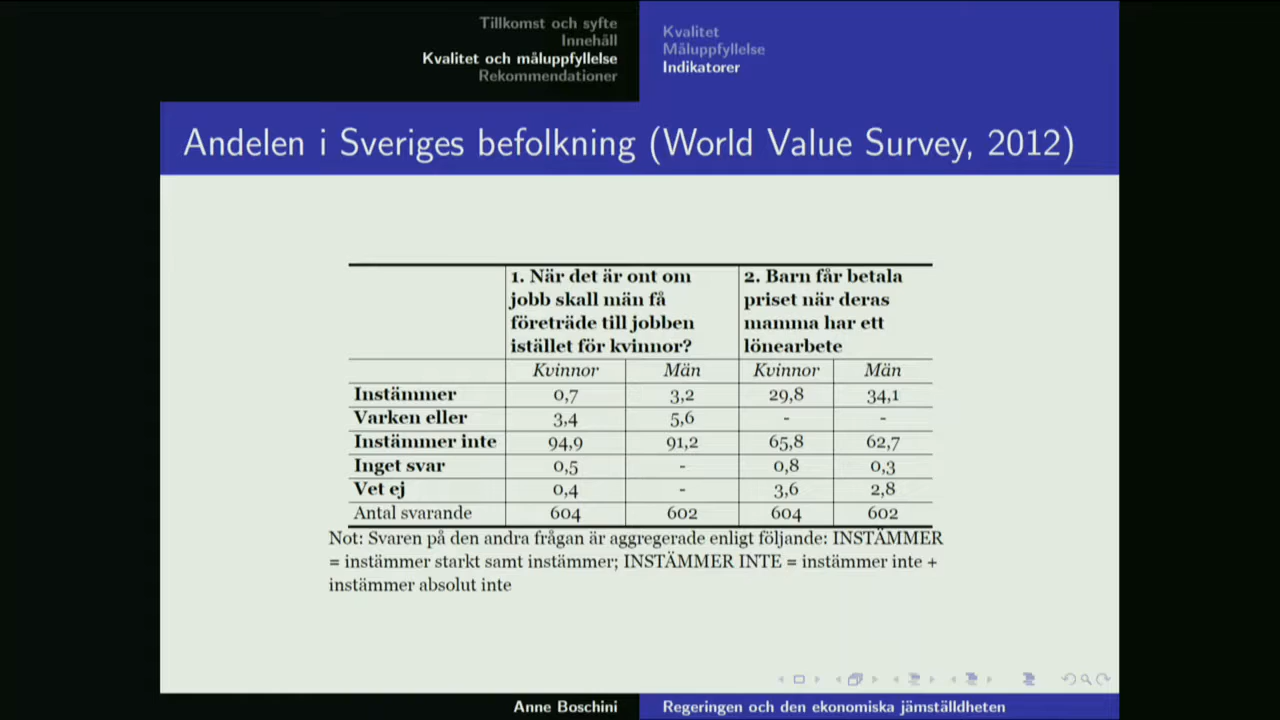 Tillkomst och syfte
Innehåll
Kvalitet och måluppfyllelse
Rekommendationer
Kvalitet
Måluppfyllelse
Indikatorer
Andelen i Sveriges befolkning (World Value Survey, 2012)
1. När det är ont om jobb skall män få företräde till jobben istället för kvinnor? 2. Barn får betala priset när deras mamma har ett lönearbete
Kvinnor Män Kvinnor Män
Instämmer 0,7 3,2 29,8 34,1
Varken eller 3,4 5,6 - -
Instämmer inte 94,9 91,2 65,8 62,7
Inget svar 0,5 - 0,8 0,3
Vet ej 0,4 - 3,6 2,8
Antal svarande 604 602 604 602
Not: Svaren på den andra frågan är aggregerade enligt följande: INSTÄMMER
= instämmer starkt samt instämmer; INSTÄMMER INTE = instämmer inte +
instämmer absolut inte
Anne Boschini
Regeringen och den ekonomiska jämställdheten